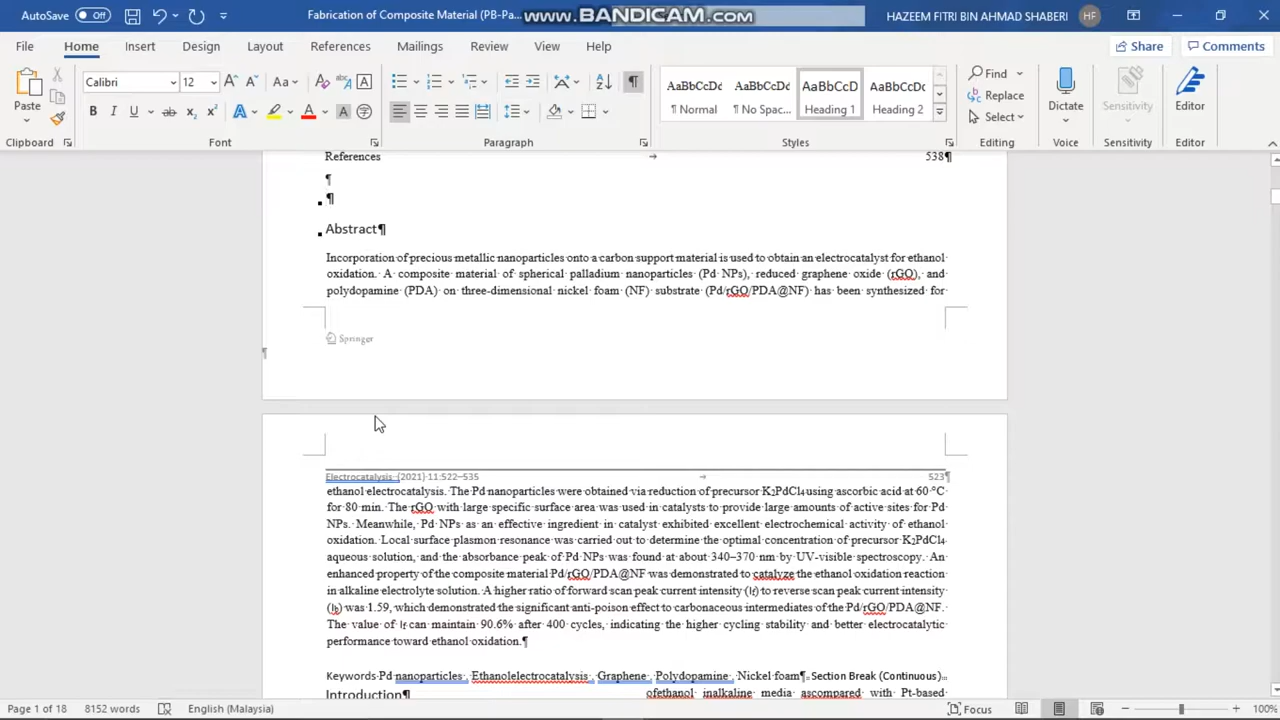 AutoSave Off
Fabrication of Composite Material (PB-Pa...
www.BANDICAM.com
HAZEEM FITRI BIN AHMAD SHABERI HF
File Home Insert Design Layout References Mailings Review View Help
Share Comments
Paste
Calibri 12
AaBbCcDd AaBbCcDd AaBbCcD AaBbCcDc
¶ Normal ¶ No Spac... Heading 1 Heading 2
Find
Replace
Select
Dictate
Sensitivity
Editor
Clipboard Font Paragraph Styles Editing Voice Sensitivity Editor
References → 538¶
¶
¶
Abstract¶
Incorporation of precious metallic nanoparticles onto a carbon support material is used to obtain an electrocatalyst for ethanol
oxidation. A composite material of spherical palladium nanoparticles (Pd NPs), reduced graphene oxide (rGO), and
polydopamine (PDA) on three-dimensional nickel foam (NF) substrate (Pd/rGO/PDA@NF) has been synthesized for
Springer
¶
Electrocatalysis (2021) 11:522–535 → 523¶
ethanol electrocatalysis. The Pd nanoparticles were obtained via reduction of precursor K2PdCl4 using ascorbic acid at 60 °C
for 80 min. The rGO with large specific surface area was used in catalysts to provide large amounts of active sites for Pd
NPs. Meanwhile, Pd NPs as an effective ingredient in catalyst exhibited excellent electrochemical activity of ethanol
oxidation. Local surface plasmon resonance was carried out to determine the optimal concentration of precursor K2PdCl4
aqueous solution, and the absorbance peak of Pd NPs was found at about 340–370 nm by UV-visible spectroscopy. An
enhanced property of the composite material Pd/rGO/PDA@NF was demonstrated to catalyze the ethanol oxidation reaction
in alkaline electrolyte solution. A higher ratio of forward scan peak current intensity (If) to reverse scan peak current intensity
(Ib) was 1.59, which demonstrated the significant anti-poison effect to carbonaceous intermediates of the Pd/rGO/PDA@NF.
The value of If can maintain 90.6% after 400 cycles, indicating the higher cycling stability and better electrocatalytic
performance toward ethanol oxidation.¶
Keywords Pd nanoparticles . Ethanolelectrocatalysis . Graphene . Polydopamine . Nickel foam¶ Section Break (Continuous)
Introduction¶
ofethanol inalkaline media ascompared with Pt-based
Page 1 of 18 8152 words English (Malaysia) Focus 100%